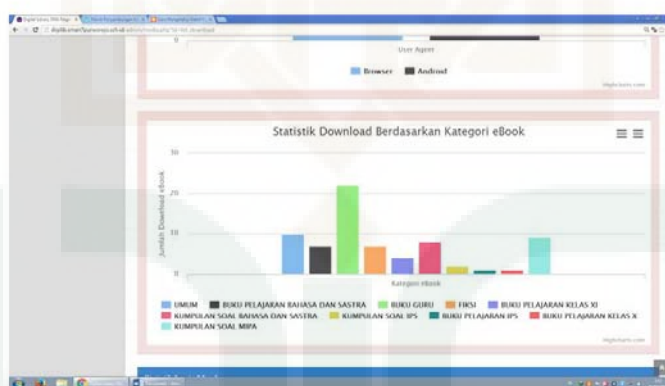 0
User Agent
Browser Android
Highcharts.com
Statistik Download Berdasarkan Kategori eBook
30
20
10
0
Jumlah Download eBook
Kategori eBook
UMUM BUKU PELAJARAN BAHASA DAN SASTRA BUKU GURU FIKSI BUKU PELAJARAN KELAS XI
KUMPULAN SOAL BAHASA DAN SASTRA KUMPULAN SOAL IPS BUKU PELAJARAN IPS BUKU PELAJARAN KELAS X
KUMPULAN SOAL MIPA
Highcharts.com